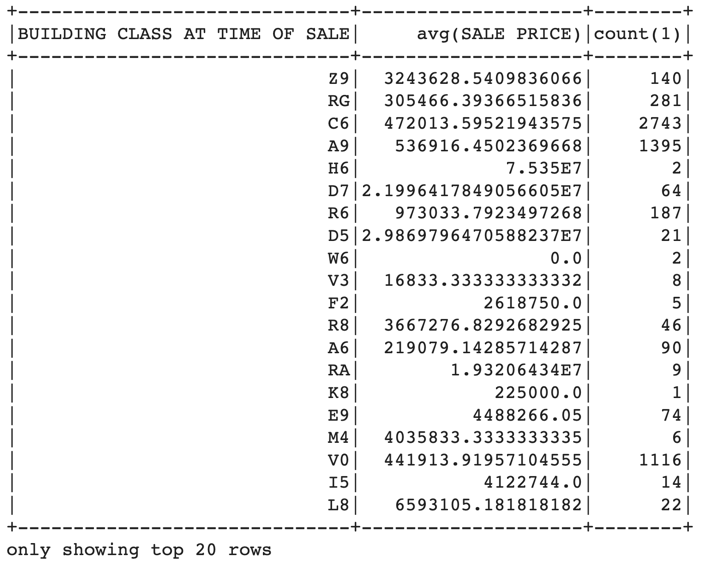 +-------------------------------+--------------------+--------+
|BUILDING CLASS AT TIME OF SALE|     avg(SALE PRICE)|count(1)|
+-------------------------------+--------------------+--------+
|                             Z9|  3243628.5409836066|     140|
|                             RG|  305466.39366515836|     281|
|                             C6|  472013.59521943575|    2743|
|                             A9|   536916.4502369668|    1395|
|                             H6|             7.535E7|       2|
|                             D7|2.1996417849056605E7|      64|
|                             R6|   973033.7923497268|     187|
|                             D5|2.9869796470588237E7|      21|
|                             W6|                 0.0|       2|
|                             V3|  16833.333333333332|       8|
|                             F2|           2618750.0|       5|
|                             R8|  3667276.8292682925|      46|
|                             A6|  219079.14285714287|      90|
|                             RA|        1.93206434E7|       9|
|                             K8|            225000.0|       1|
|                             E9|          4488266.05|      74|
|                             M4|  4035833.3333333335|       6|
|                             V0|  441913.91957104555|    1116|
|                             I5|           4122744.0|      14|
|                             L8|   6593105.181818182|      22|
+-------------------------------+--------------------+--------+
only showing top 20 rows